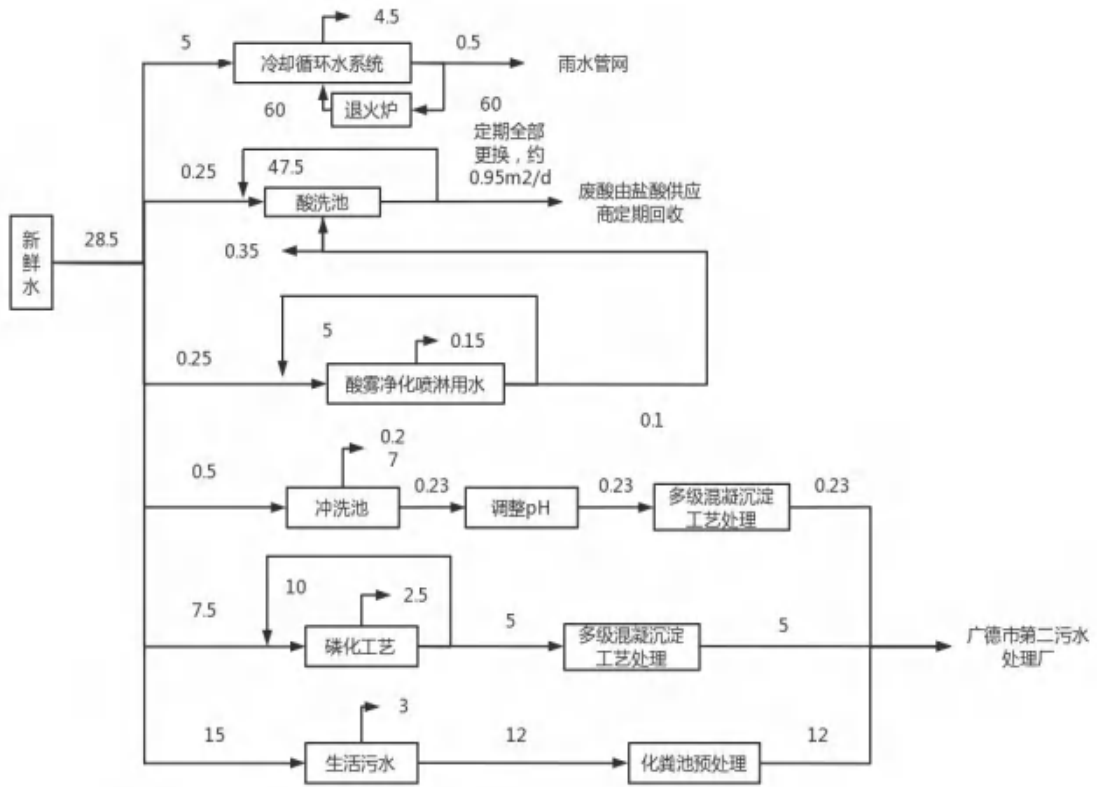 4.5
5
冷却循环水系统
0.5
雨水管网
60
退火炉
60
定期全部
更换，约
0.95m2/d
0.25
47.5
酸洗池
废酸由盐酸供应
商定期回收
新
鲜
水
28.5
0.35
5
0.15
0.25
酸雾净化喷淋用水
0.1
0.2
7
0.5
冲洗池
0.23
调整pH
0.23
多级混凝沉淀
工艺处理
0.23
10
2.5
7.5
磷化工艺
5
多级混凝沉淀
工艺处理
5
广德市第二污水
处理厂
3
15
生活污水
12
化粪池预处理
12